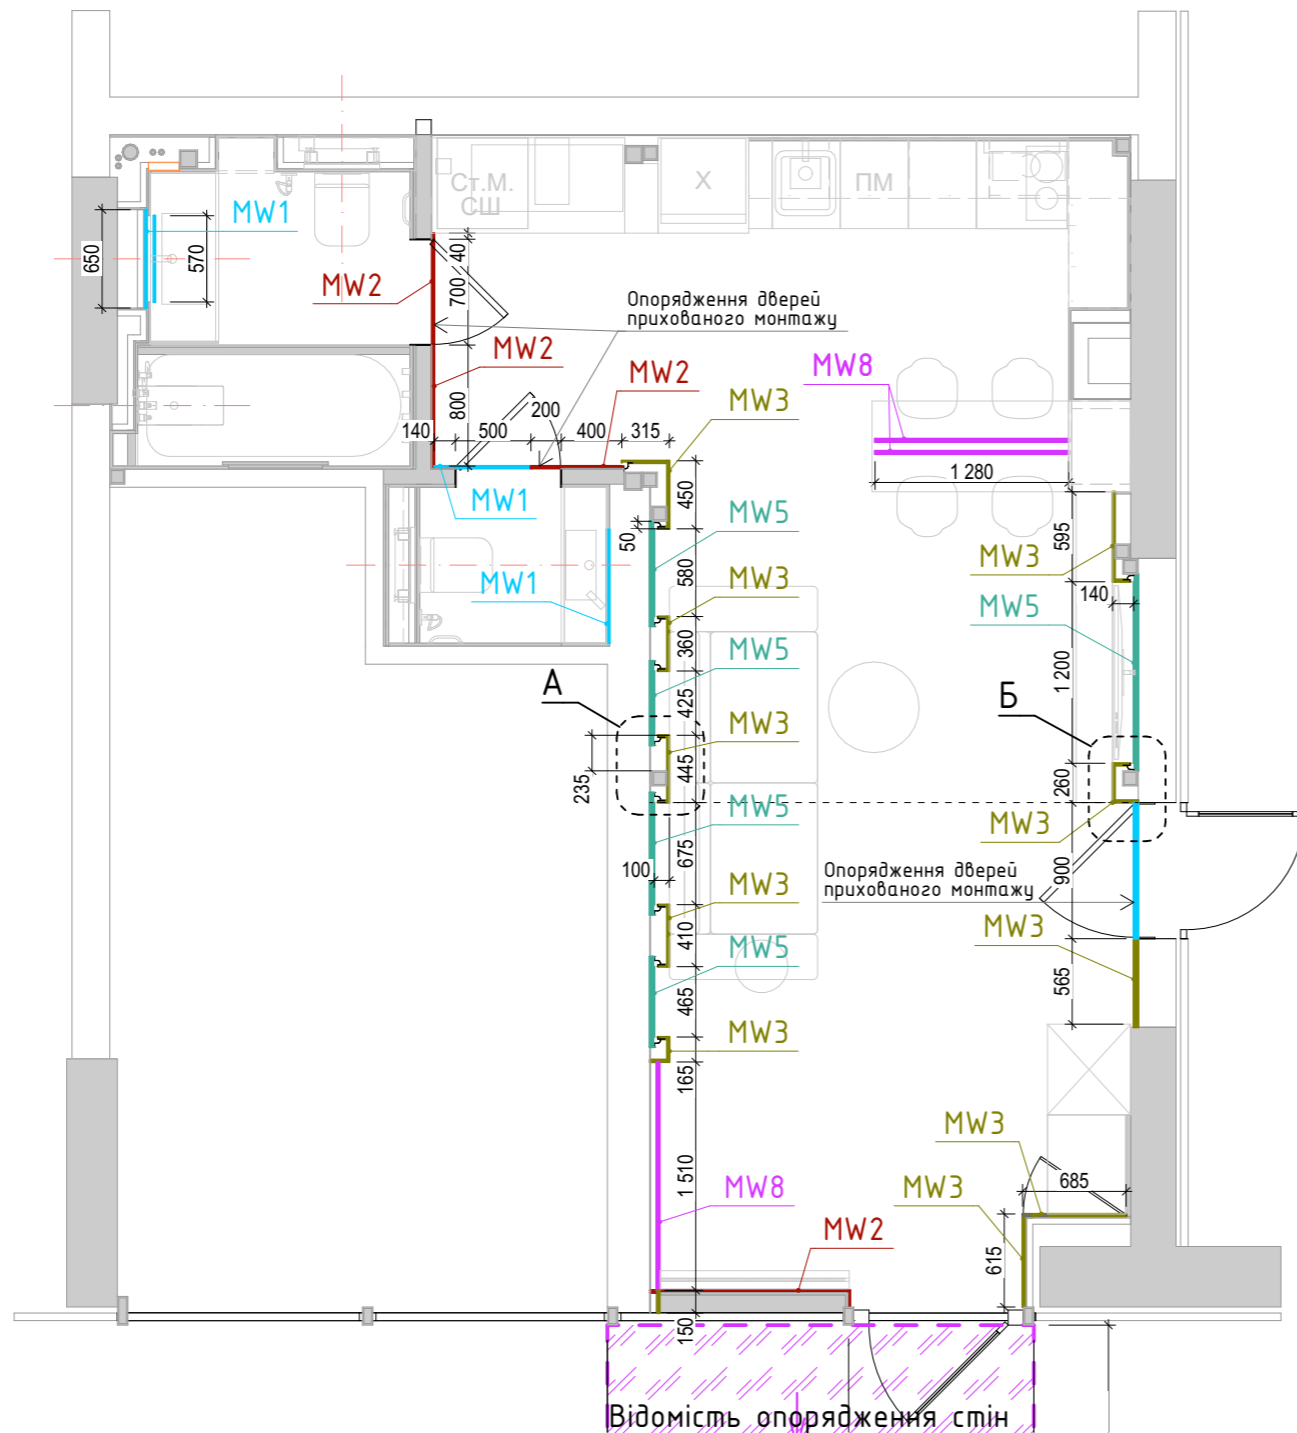 Ст.М.
СШ
X
ПМ
MW1
650
570
MW2
40
700
Опорядження дверей
прихованого монтажу
MW2
MW2
MW8
MW3
800
140
500
200
400
315
1 280
450
MW1
MW5
50
595
580
MW3
MW3
MW1
140
MW5
360
MW5
А
425
1 200
Б
MW3
445
235
260
MW5
MW3
675
100
Опорядження дверей
прихованого монтажу
900
MW3
410
MW3
MW5
465
565
MW3
165
MW3
1 510
685
MW8
MW3
MW2
615
150
Відомість опорядження стін